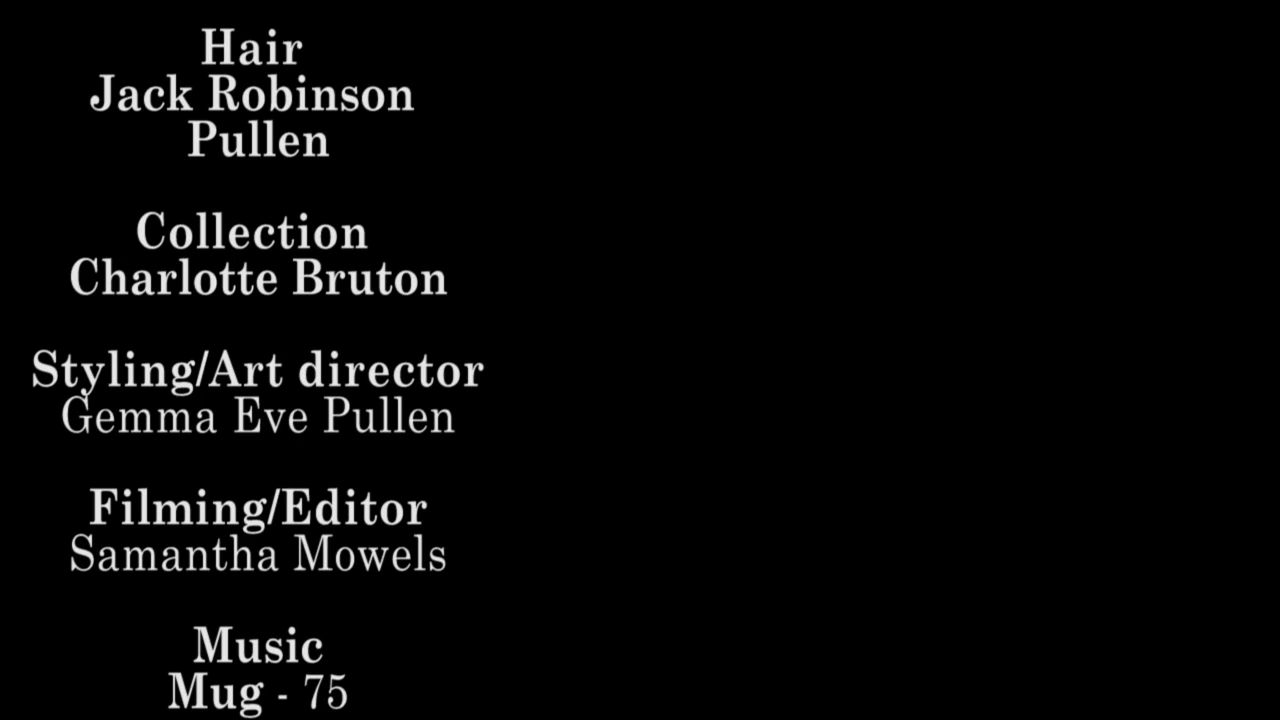 Hair
Jack Robinson
Pullen
Collection
Charlotte Bruton
Styling/Art director
Gemma Eve Pullen
Filming/Editor
Samantha Mowels
Music
Mug - 75